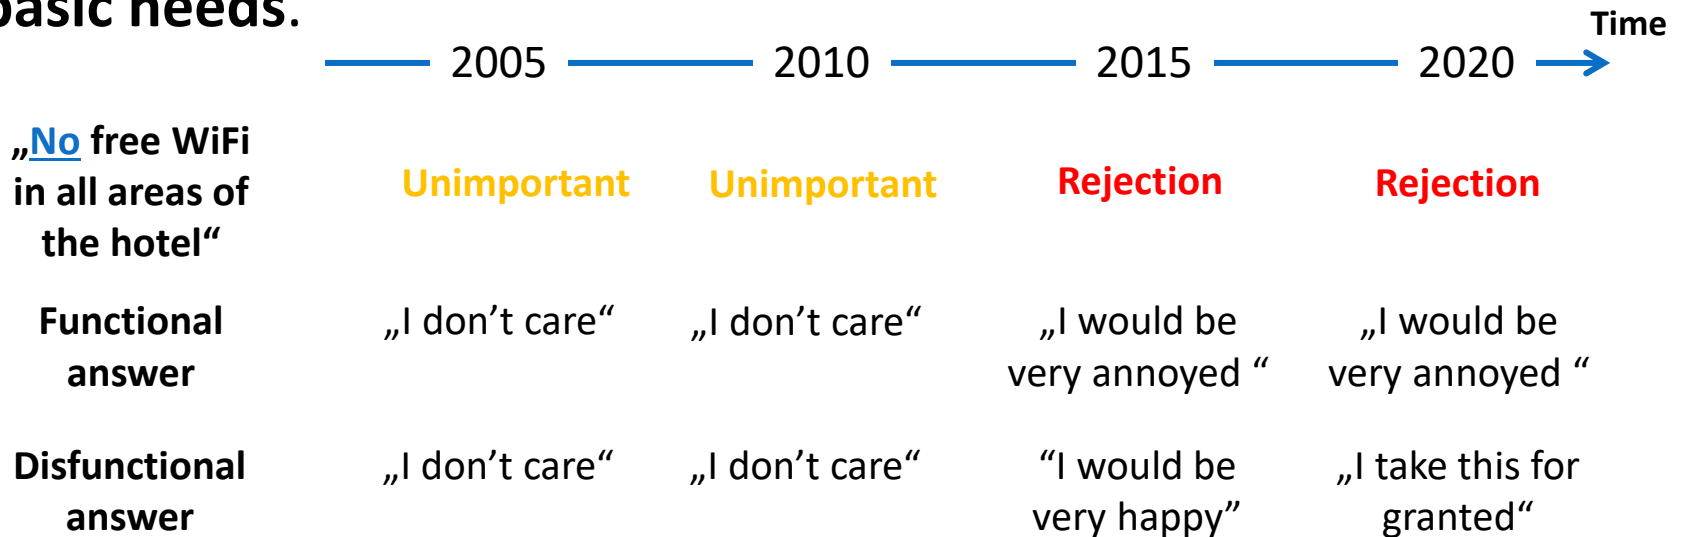 basic needs.
Time
2005 2010 2015 2020
„No free WiFi
in all areas of
the hotel“
Unimportant Unimportant Rejection Rejection
Functional
answer
„I don’t care“ „I don’t care“ „I would be
very annoyed “ „I would be
very annoyed “
Disfunctional
answer
„I don’t care“ „I don’t care“ “I would be
very happy” „I take this for
granted“